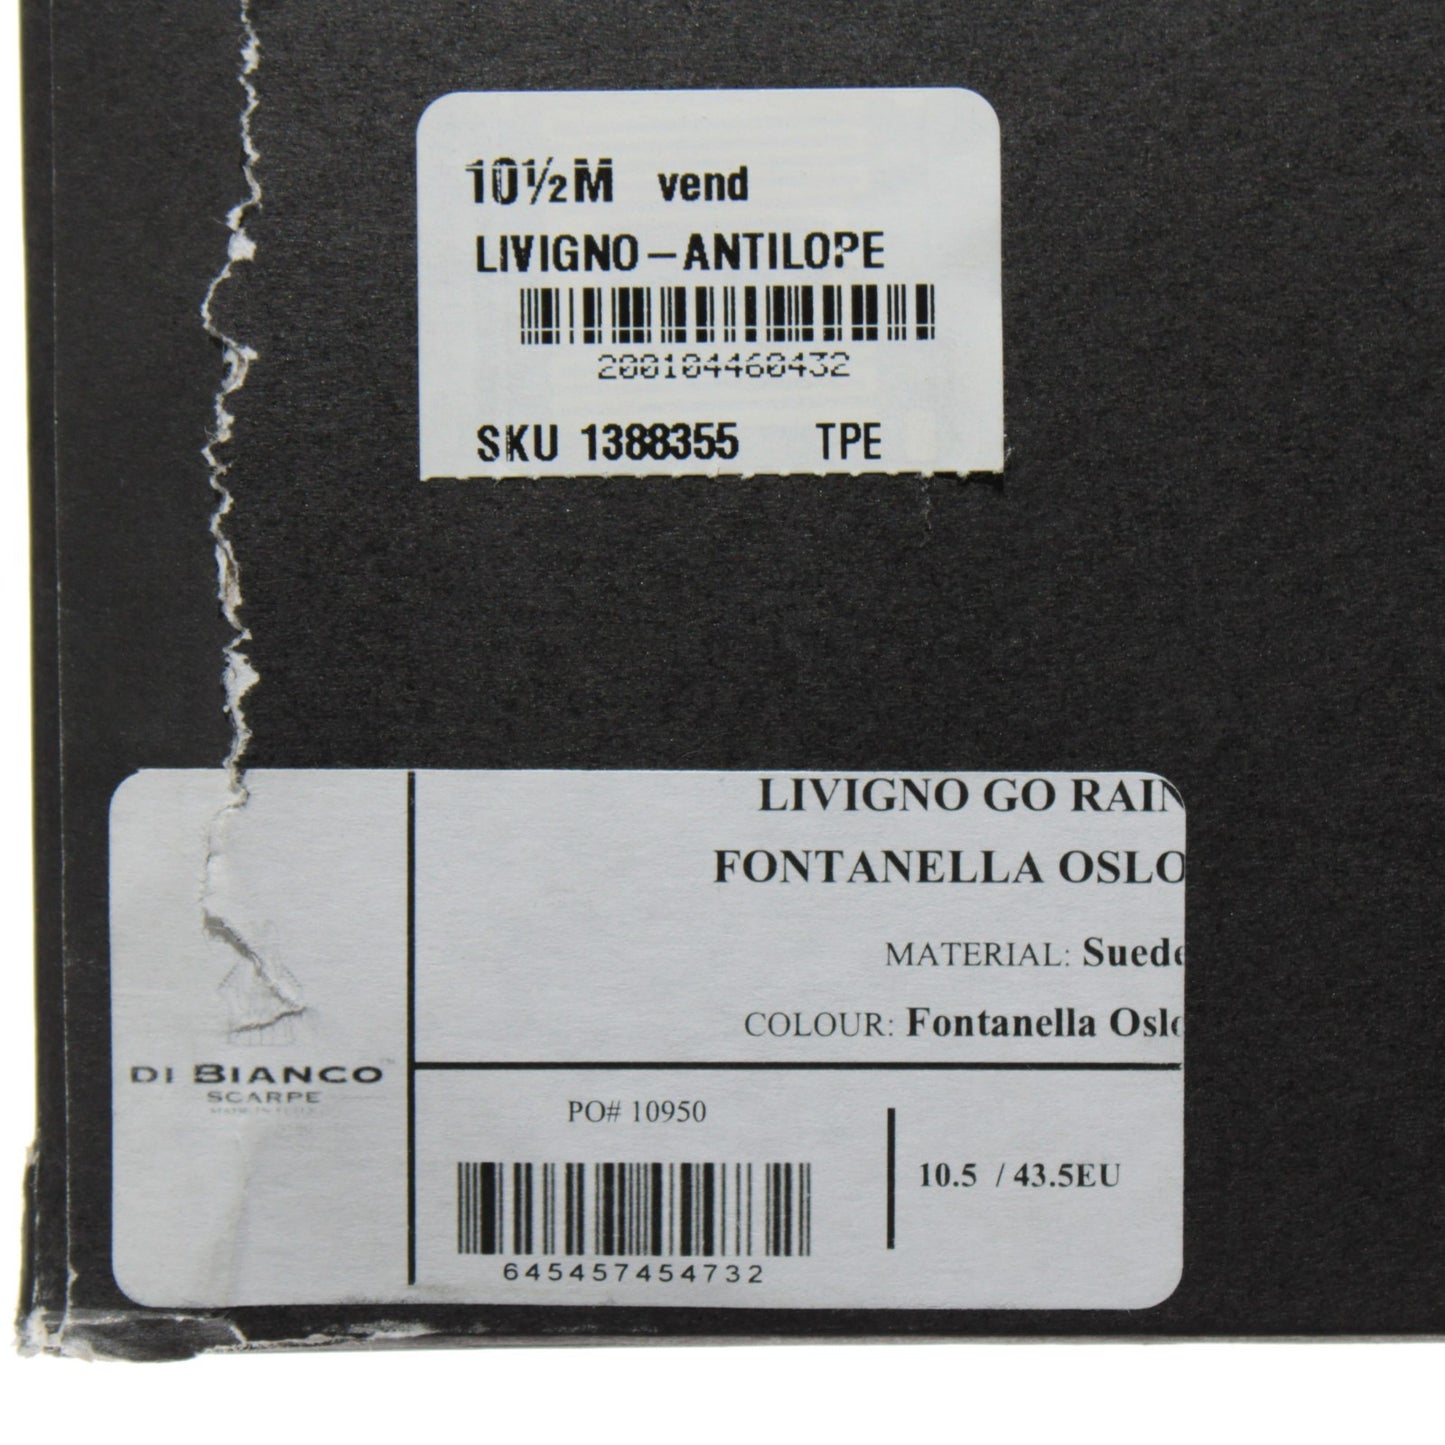 10½M vend
LIVIGNO-ANTILOPE
200104460432
SKU 1388355 TPE
LIVIGNO GO RAIN
FONTANELLA OSLO
MATERIAL: Suede
COLOUR: Fontanella Oslo
DI BIANCO™
SCARPE
PO# 10950
10.5 / 43.5EU
645457454732